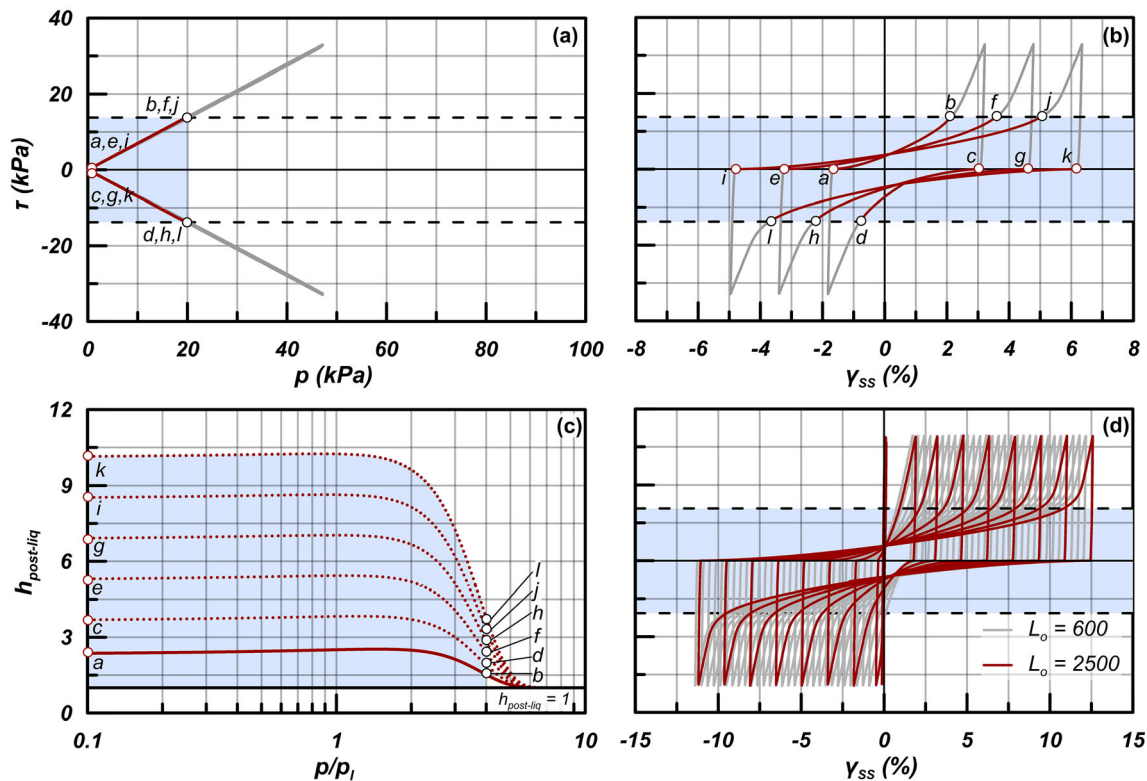 (a)
τ (kPa)
40
20
0
-20
-40
b,f,j
a,e,i
c,g,k
d,h,l
0
20
40
60
80
100
p (kPa)
(b)
b
f
j
i
e
a
c
g
k
l
h
d
-8
-6
-4
-2
0
2
4
6
8
γss (%)
(c)
h post-liq
12
9
6
3
0
k
i
g
e
c
a
l
j
h
f
d
b
h post-liq = 1
0.1
1
10
p/pl
(d)
Lo = 600
Lo = 2500
-15
-10
-5
0
5
10
15
γss (%)